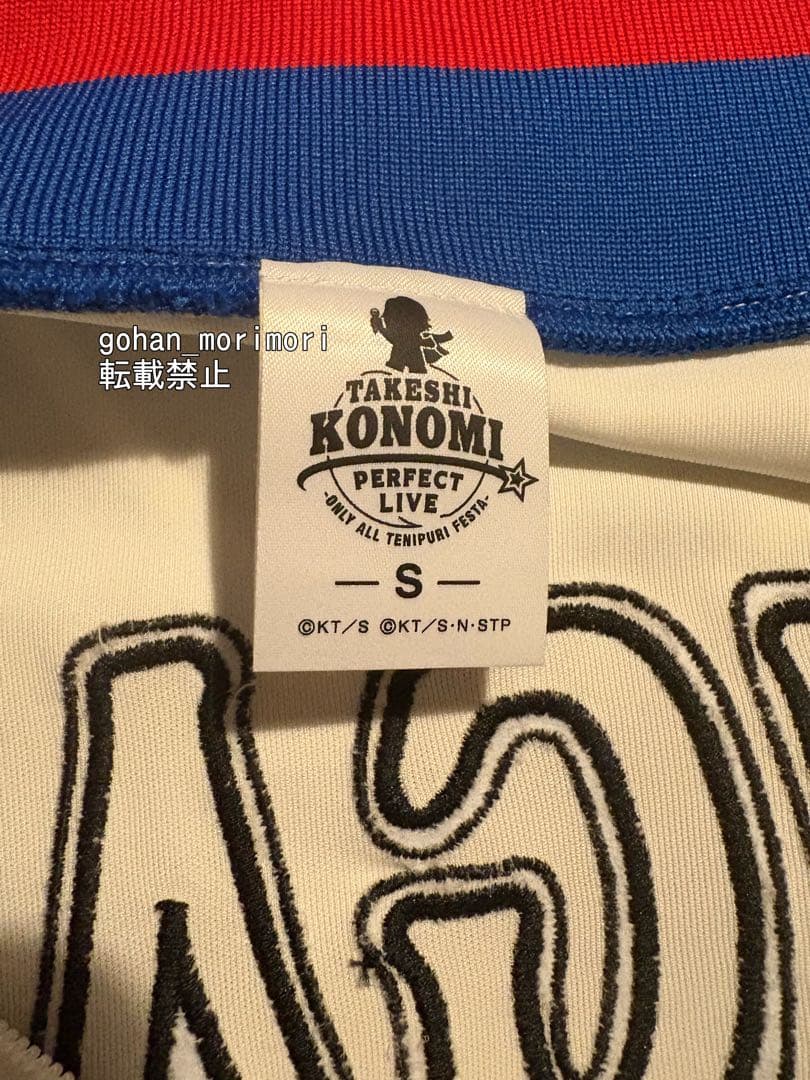 gohan_morimori
転載禁止
TAKESHI
KONOMI
PERFECT
LIVE
-ONLY ALL TENIPURI FESTA-
S
©KT/S ©KT/S·N·STP